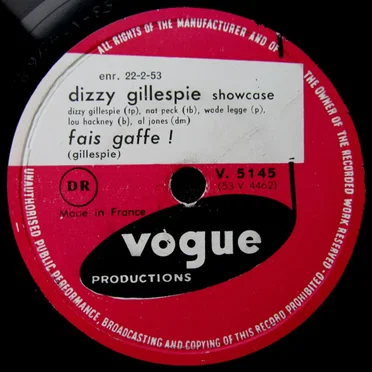 ALL RIGHTS OF THE MANUFACTURER AND OF THE OWNER OF THE RECORDED WORK RESERVED
UNAUTHORISED PUBLIC PERFORMANCE, BROADCASTING AND COPYING OF THIS RECORD PROHIBITED-
enr. 22-2-53
dizzy gillespie showcase
dizzy gillespie (tp), nat peck (tb), wade legge (p),
lou hackney (b), al jones (dm)
fais gaffe !
(gillespie)
DR
V. 5145
(53 V 4462)
Made in France
vogue
PRODUCTIONS